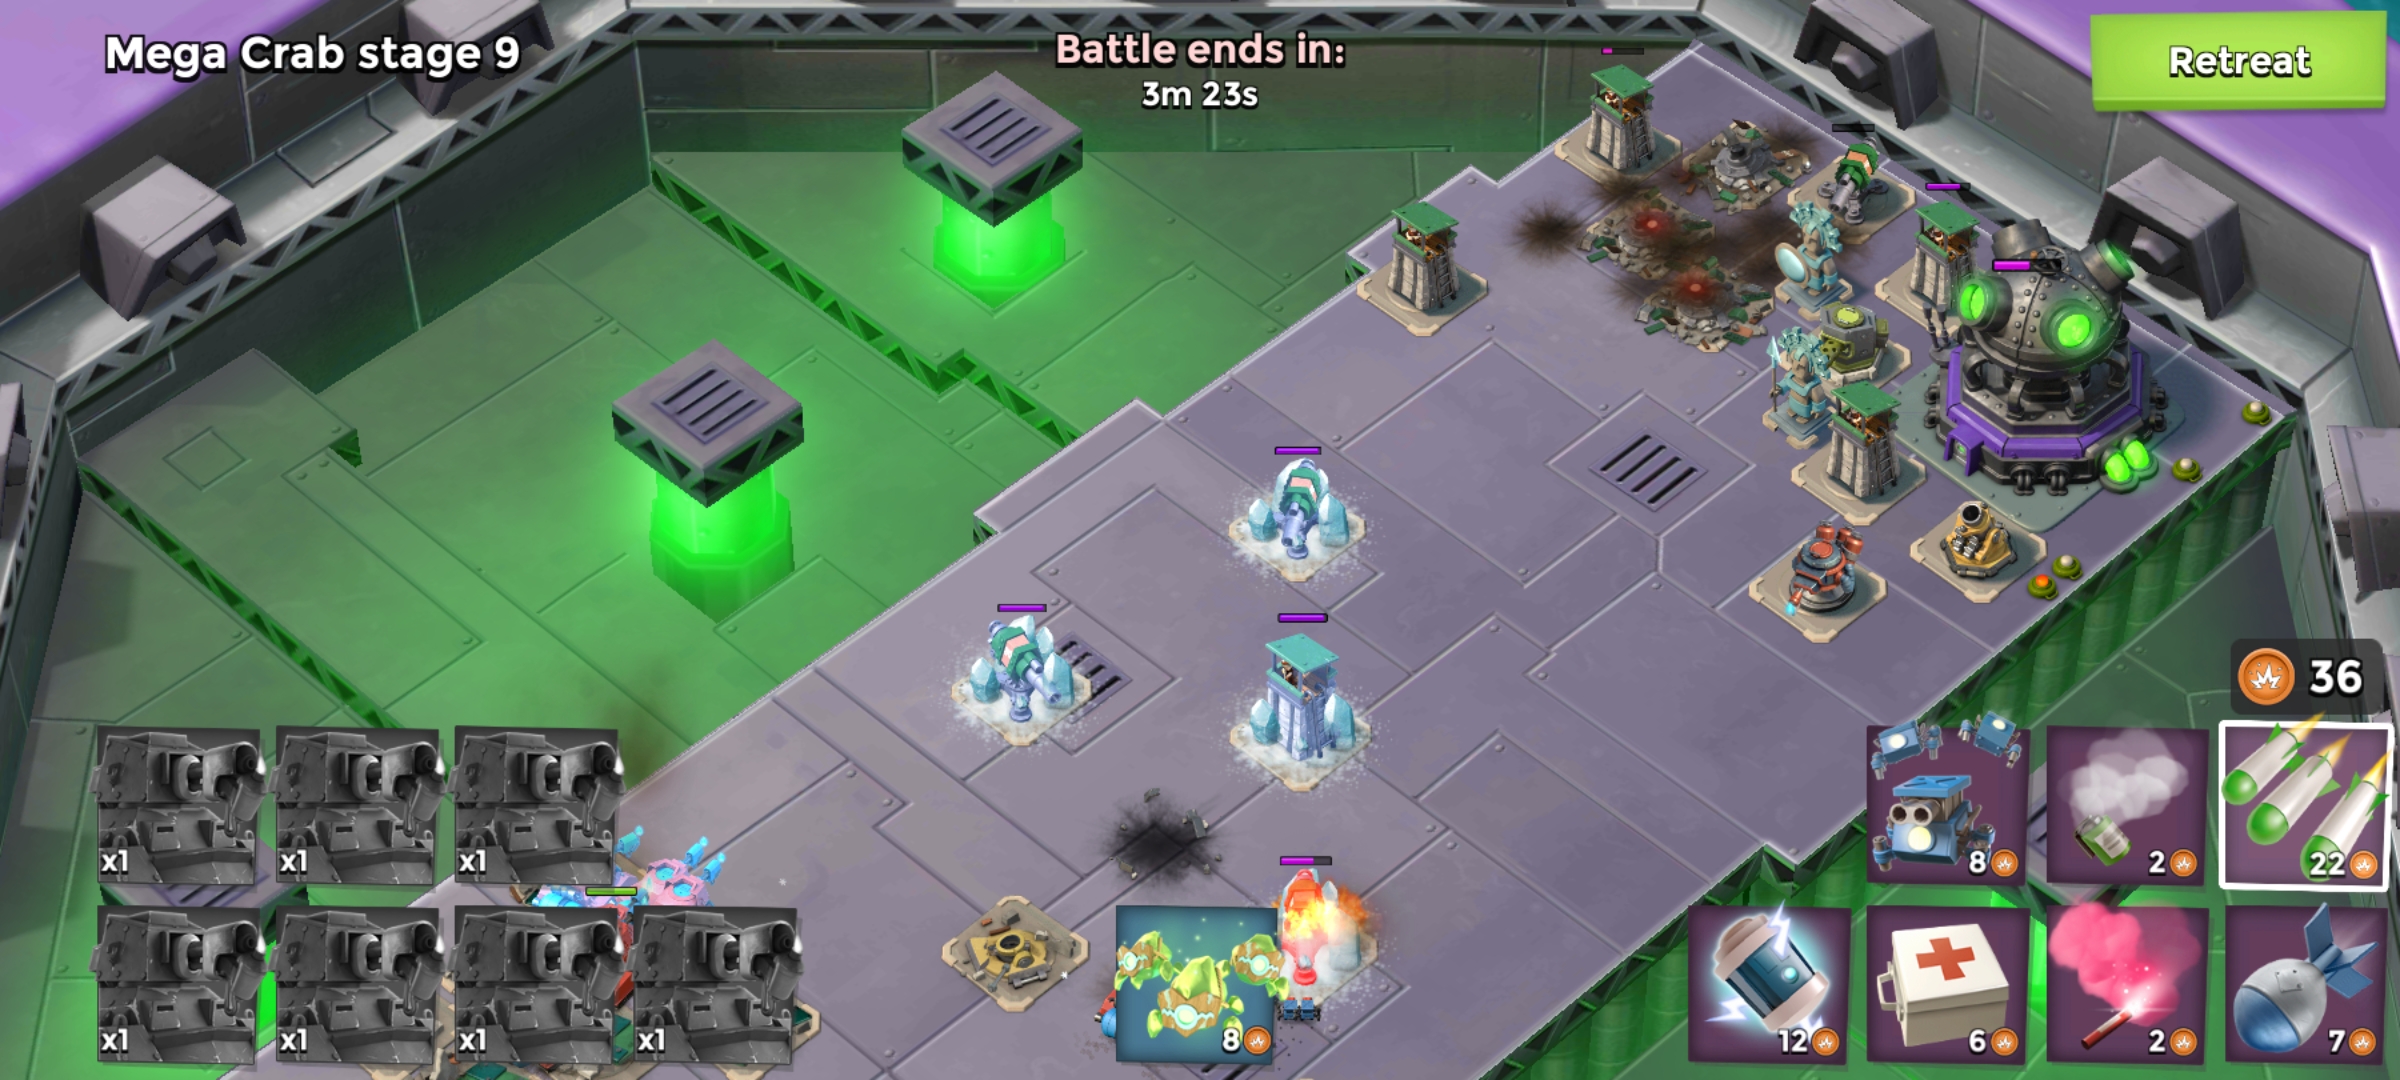 Mega Crab stage 9
Battle ends in:
3m 23s
Retreat
36
x1
x1
x1
8
2
22
x1
x1
x1
x1
8
12
6
2
7